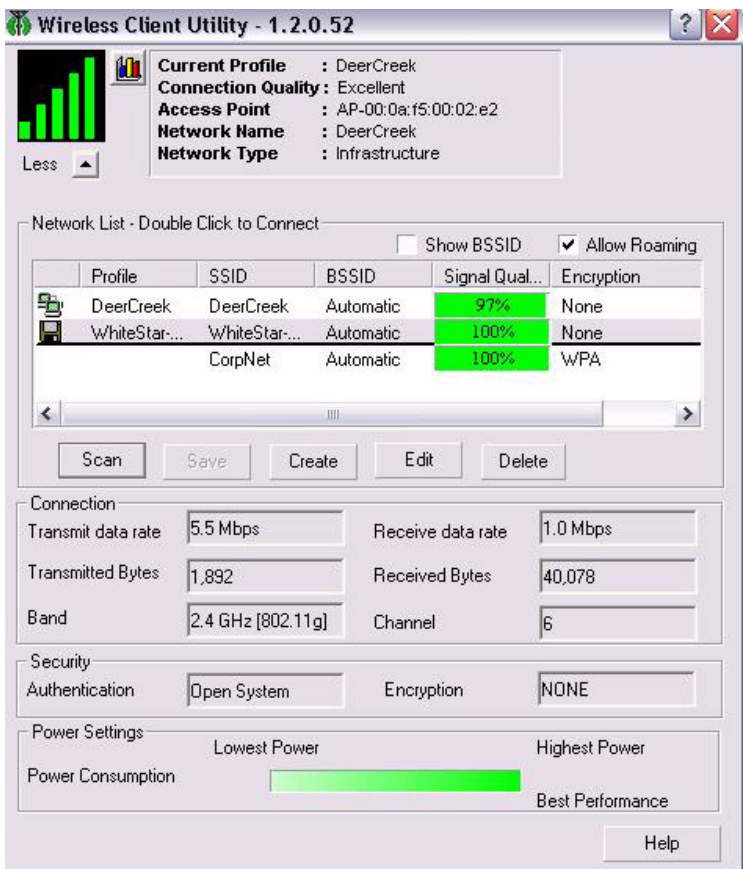 Wireless Client Utility - 1.2.0.52
Current Profile : DeerCreek
Connection Quality : Excellent
Access Point : AP-00:0a:f5:00:02:e2
Network Name : DeerCreek
Network Type : Infrastructure
Less
Network List - Double Click to Connect
Show BSSID Allow Roaming
Profile SSID BSSID Signal Qual... Encryption
DeerCreek DeerCreek Automatic 97% None
WhiteStar-... WhiteStar-... Automatic 100% None
CorpNet Automatic 100% WPA
Scan Save Create Edit Delete
Connection
Transmit data rate 5.5 Mbps Receive data rate 1.0 Mbps
Transmitted Bytes 1,892 Received Bytes 40,078
Band 2.4 GHz [802.11g] Channel 6
Security
Authentication Open System Encryption NONE
Power Settings
Lowest Power Highest Power
Power Consumption
Best Performance
Help